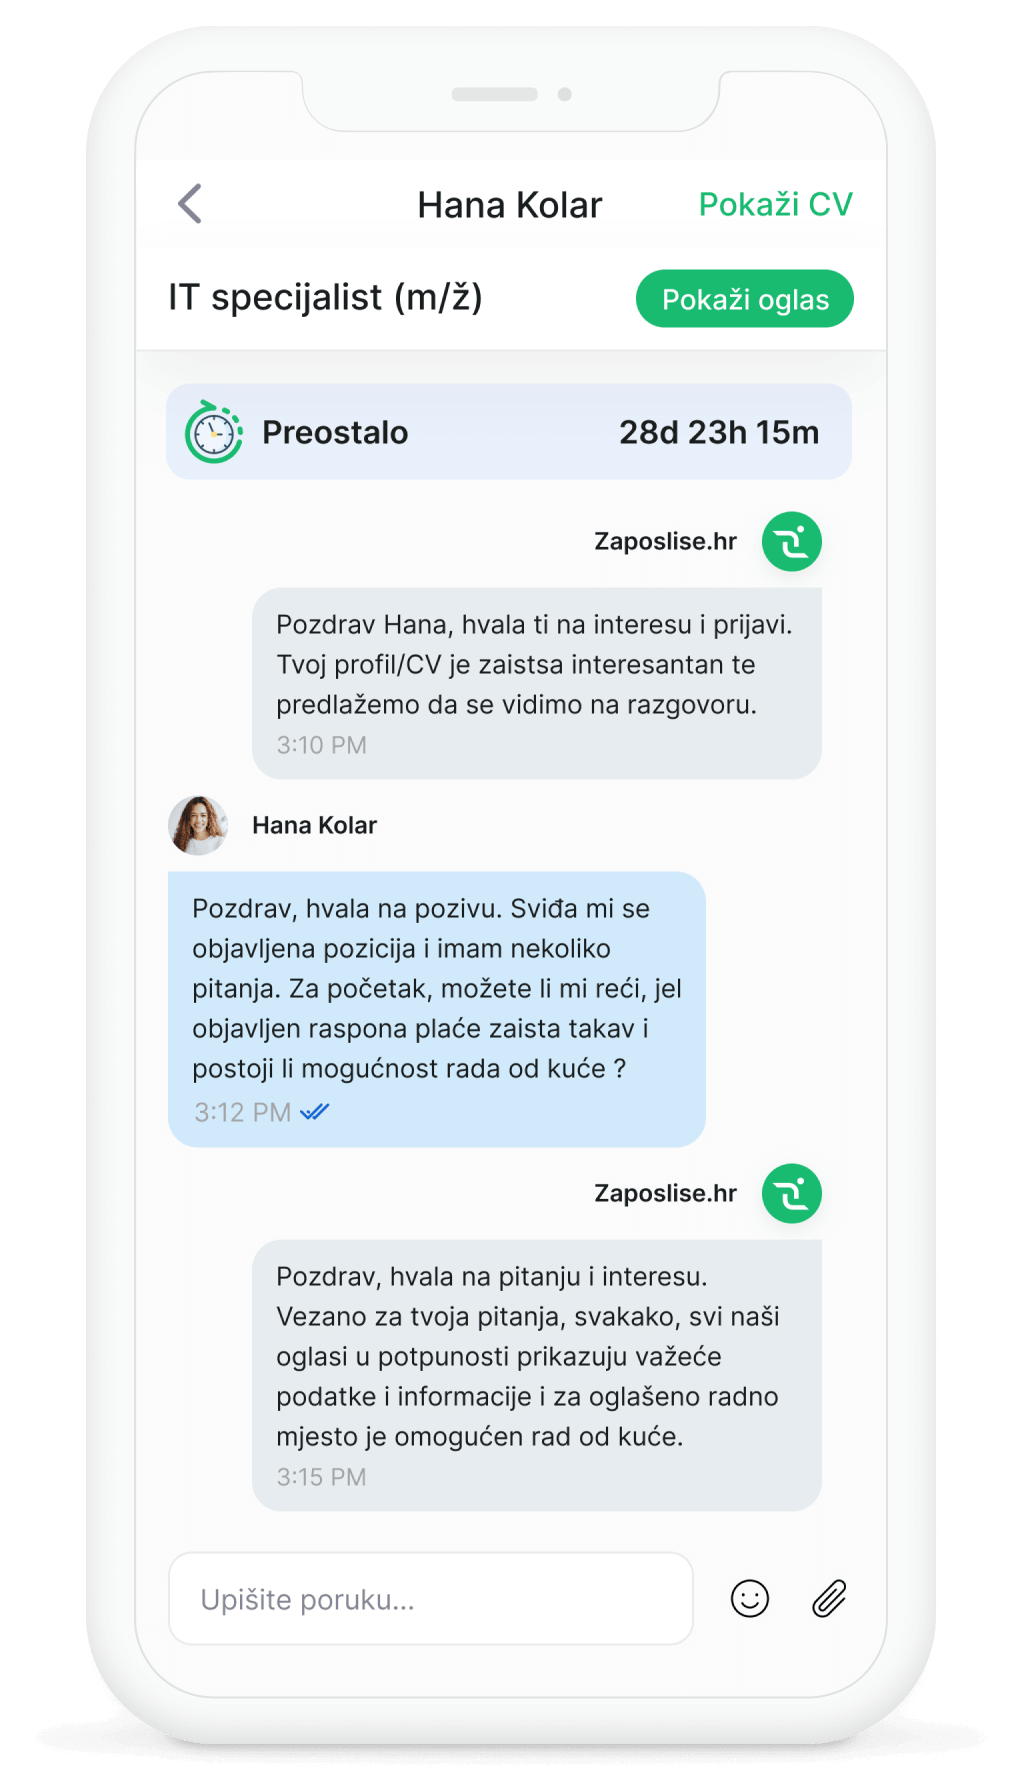 Hana Kolar
Pokaži CV
IT specijalist (m/ž)
Pokaži oglas
Preostalo
28d 23h 15m
Zaposlise.hr
Pozdrav Hana, hvala ti na interesu i prijavi.
Tvoj profil/CV je zaistsa interesantan te
predlažemo da se vidimo na razgovoru.
3:10 PM
Hana Kolar
Pozdrav, hvala na pozivu. Sviđa mi se
objavljena pozicija i imam nekoliko
pitanja. Za početak, možete li mi reći, jel
objavljen raspona plaće zaista takav i
postoji li mogućnost rada od kuće ?
3:12 PM
Zaposlise.hr
Pozdrav, hvala na pitanju i interesu.
Vezano za tvoja pitanja, svakako, svi naši
oglasi u potpunosti prikazuju važeće
podatke i informacije i za oglašeno radno
mjesto je omogućen rad od kuće.
3:15 PM
Upišite poruku...